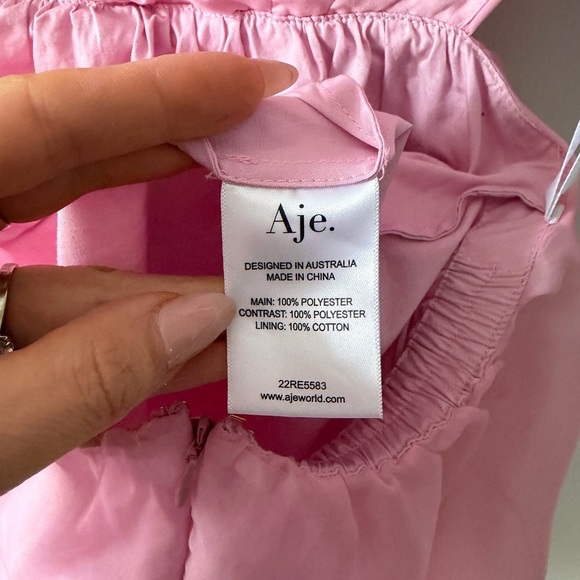 Aje.
DESIGNED IN AUSTRALIA
MADE IN CHINA
MAIN: 100% POLYESTER
CONTRAST: 100% POLYESTER
LINING: 100% COTTON
22RE5583
www.ajeworld.com